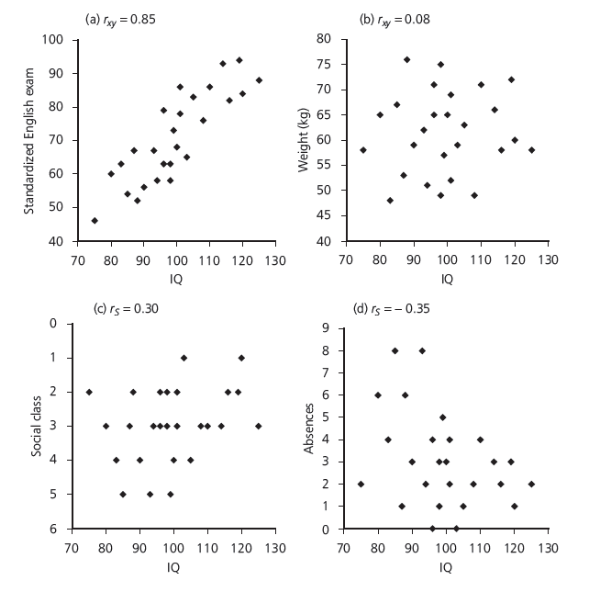 (a) rxy = 0.85
100
90
80
70
60
50
40
Standardized English exam
70 80 90 100 110 120 130
IQ
(b) rxy = 0.08
80
75
70
65
60
55
50
45
40
Weight (kg)
70 80 90 100 110 120 130
IQ
(c) rS = 0.30
0
1
2
3
4
5
6
Social class
70 80 90 100 110 120 130
IQ
(d) rS = – 0.35
9
8
7
6
5
4
3
2
1
0
Absences
70 80 90 100 110 120 130
IQ